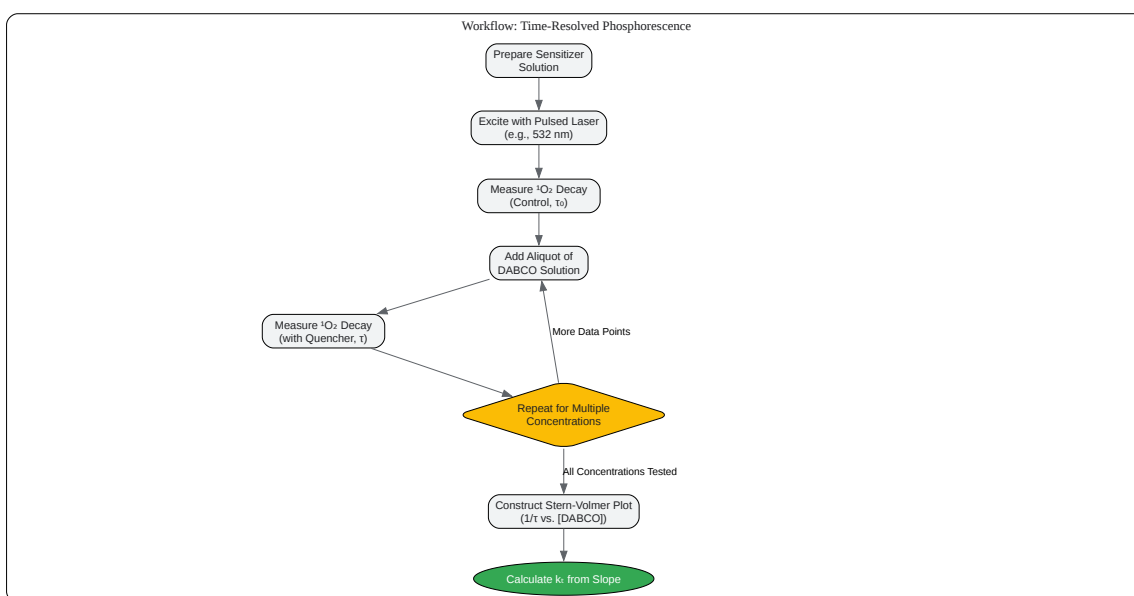 Workflow: Time-Resolved Phosphorescence
Prepare Sensitizer
Solution
Excite with Pulsed Laser
(e.g., 532 nm)
Measure ¹O₂ Decay
(Control, τ₀)
Add Aliquot of
DABCO Solution
Measure ¹O₂ Decay
(with Quencher, τ)
More Data Points
Repeat for Multiple
Concentrations
All Concentrations Tested
Construct Stern-Volmer Plot
(1/τ vs. [DABCO])
Calculate kₜ from Slope